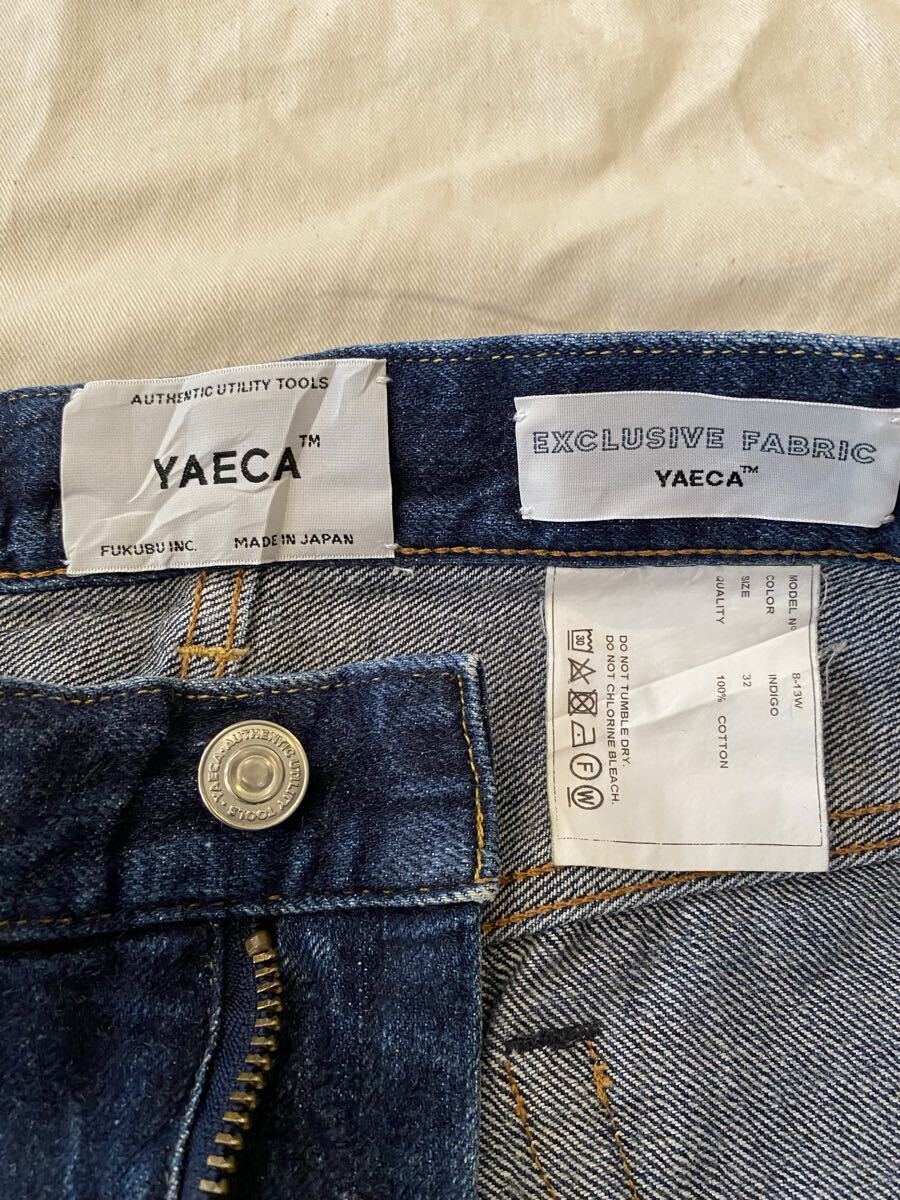 AUTHENTIC UTILITY TOOLS
YAECA™
FUKUBU INC. MADE IN JAPAN
EXCLUSIVE FABRIC
YAECA™
MODEL Nº 8-13W
COLOR INDIGO
SIZE 32
QUALITY 100% COTTON
DO NOT TUMBLE DRY.
DO NOT CHLORINE BLEACH.
30 F W
YAECA · AUTHENTIC UTILITY TOOLS ·